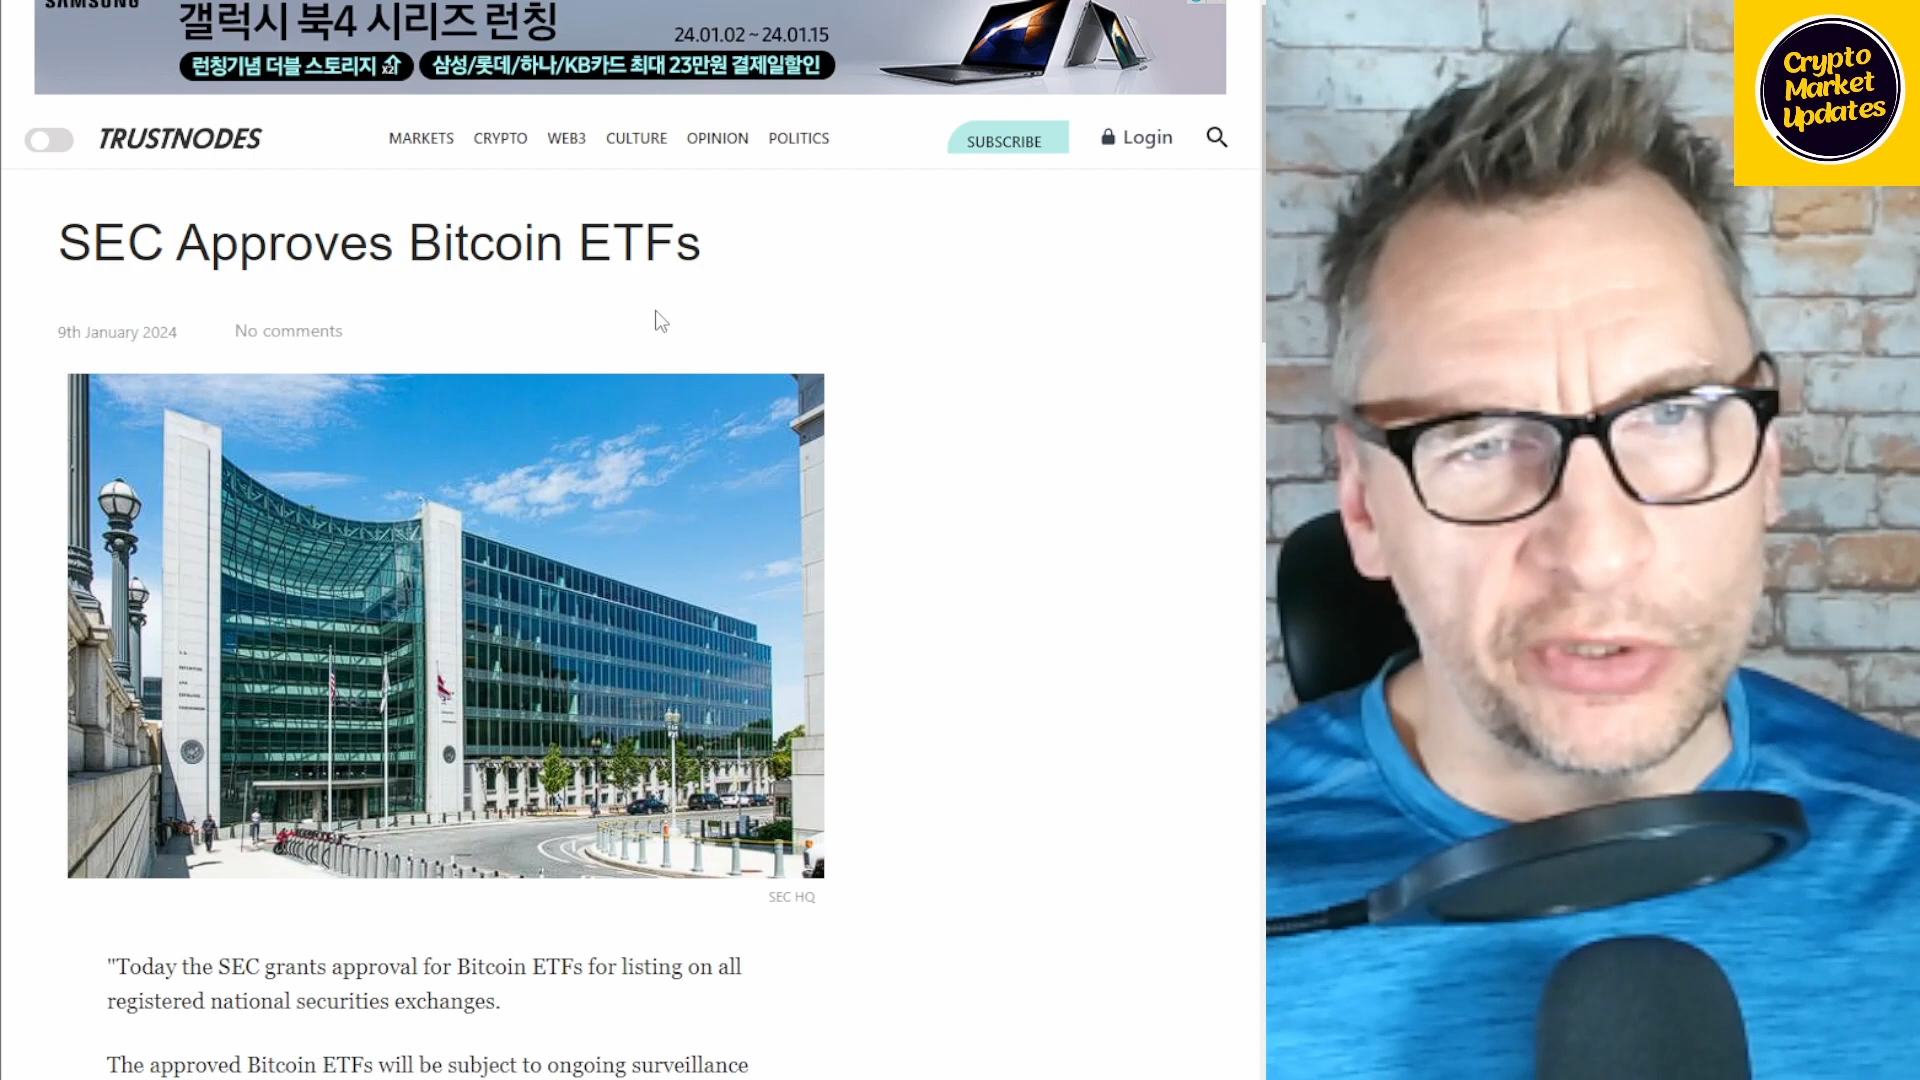 SAMSUNG
갤럭시 북4 시리즈 런칭
24.01.02 ~ 24.01.15
런칭기념 더블 스토리지 x2
삼성/롯데/하나/KB카드 최대 23만원 결제일할인
TRUSTNODES
MARKETS CRYPTO WEB3 CULTURE OPINION POLITICS
SUBSCRIBE
Login
Crypto
Market
Updates
SEC Approves Bitcoin ETFs
9th January 2024 No comments
SEC HQ
"Today the SEC grants approval for Bitcoin ETFs for listing on all
registered national securities exchanges.
The approved Bitcoin ETFs will be subject to ongoing surveillance